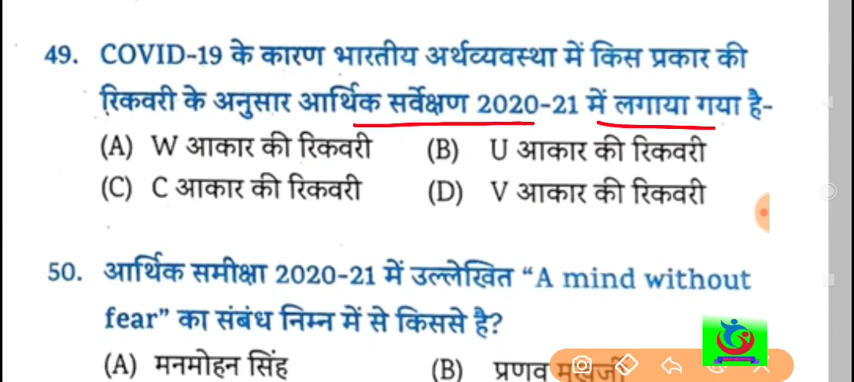 49. COVID-19 के कारण भारतीय अर्थव्यवस्था में किस प्रकार की
रिकवरी के अनुसार आर्थिक सर्वेक्षण 2020-21 में लगाया गया है-
(A) W आकार की रिकवरी (B) U आकार की रिकवरी
(C) C आकार की रिकवरी (D) V आकार की रिकवरी
50. आर्थिक समीक्षा 2020-21 में उल्लेखित “A mind without
fear” का संबंध निम्न में से किससे है?
(A) मनमोहन सिंह (B) प्रणव मुखर्जी